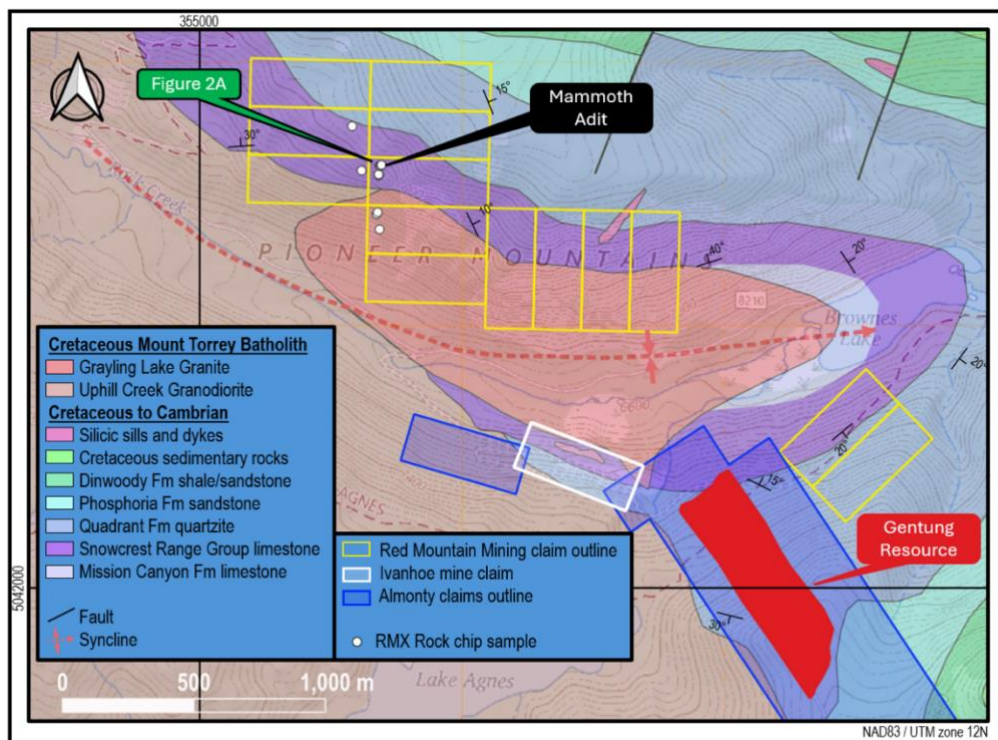 355000
Figure 2A
Mammoth
Adit
15°
30°
Rock Creek
10°
PIONEER MOUNTAIN
40°
20°
8210
Brownes
Lake
20°
6600
20°
15°
AGNES
30°
Gentung
Resource
5042000
Cretaceous Mount Torrey Batholith
Grayling Lake Granite
Uphill Creek Granodiorite
Cretaceous to Cambrian
Silicic sills and dykes
Cretaceous sedimentary rocks
Dinwoody Fm shale/sandstone
Phosphoria Fm sandstone
Quadrant Fm quartzite
Snowcrest Range Group limestone
Mission Canyon Fm limestone
Fault
Syncline
Red Mountain Mining claim outline
Ivanhoe mine claim
Almonty claims outline
RMX Rock chip sample
0 500 1,000 m
Lake Agnes
NAD83 / UTM zone 12N